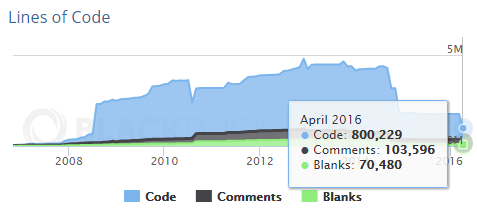 Lines of Code
5M
April 2016
Code: 800,229
Comments: 103,596
Blanks: 70,480
2008
2010
2012
2016
Code
Comments
Blanks